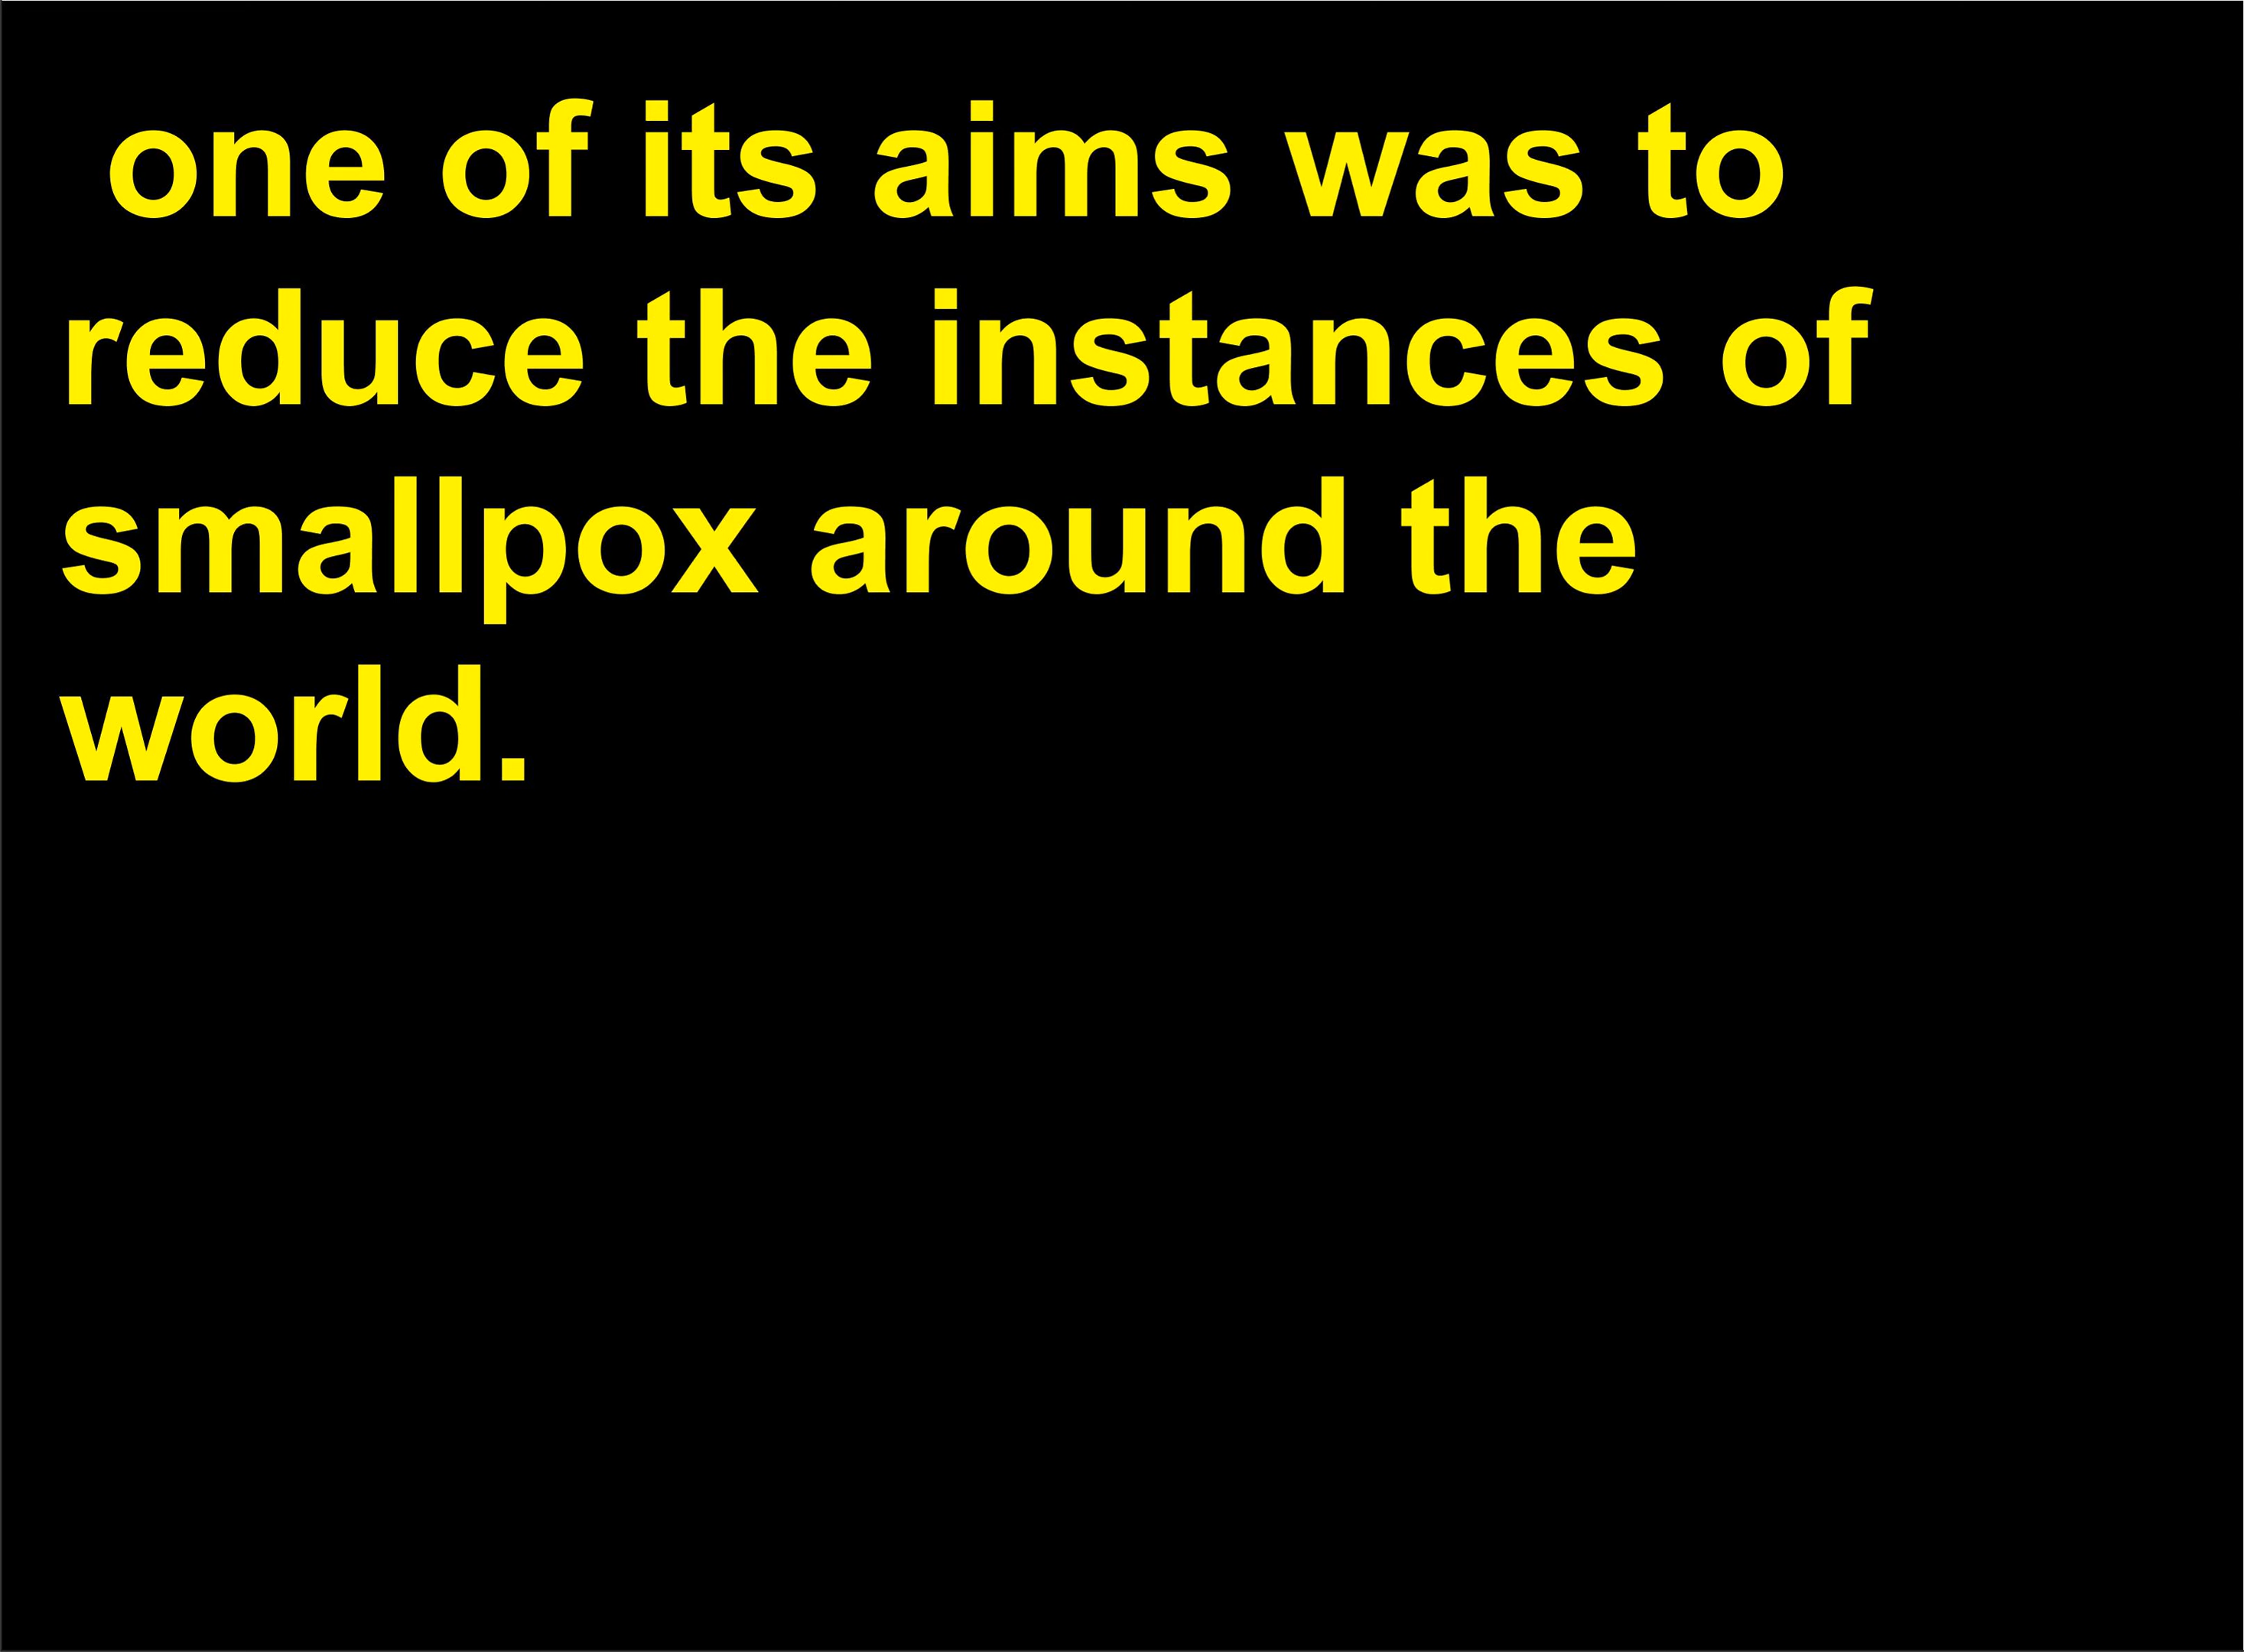 one of its aims was to
reduce the instances of
smallpox around the
world.